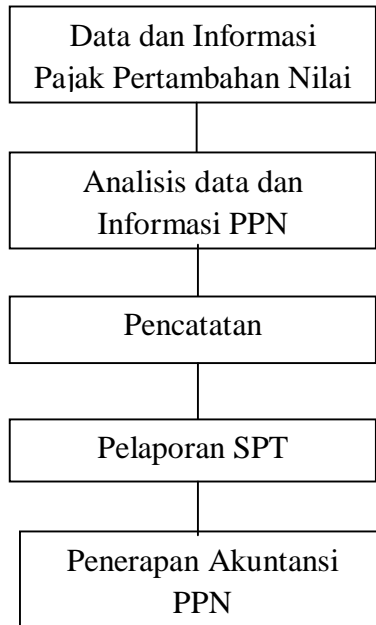 Data dan Informasi
Pajak Pertambahan Nilai
Analisis data dan
Informasi PPN
Pencatatan
Pelaporan SPT
Penerapan Akuntansi
PPN